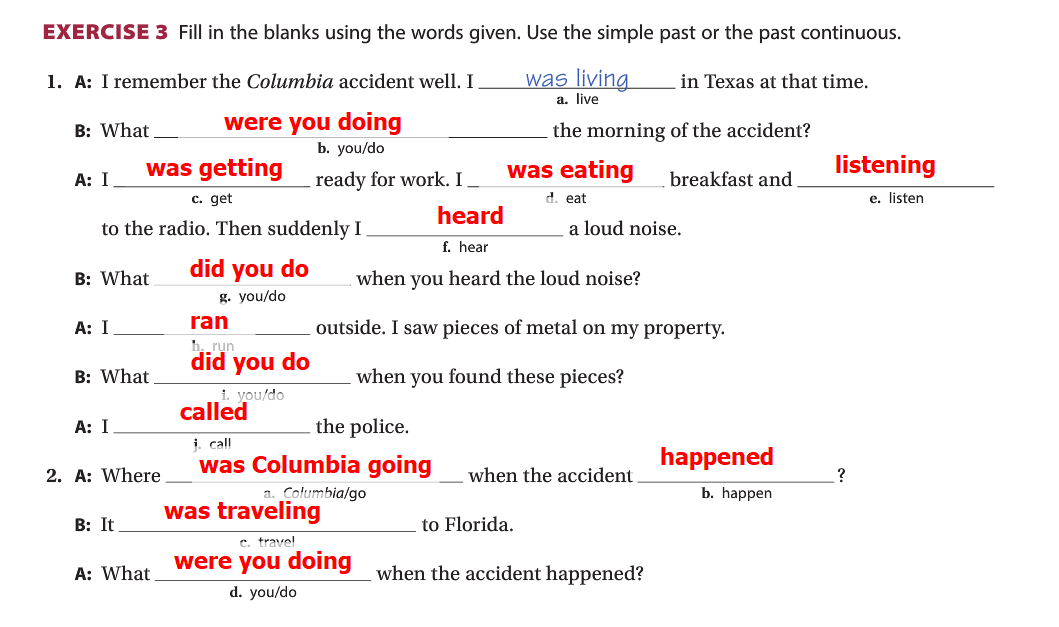 EXERCISE 3 Fill in the blanks using the words given. Use the simple past or the past continuous.
1. A: I remember the Columbia accident well. I was living in Texas at that time.
a. live
B: What were you doing the morning of the accident?
b. you/do
A: I was getting ready for work. I was eating breakfast and listening
c. get d. eat e. listen
to the radio. Then suddenly I heard a loud noise.
f. hear
B: What did you do when you heard the loud noise?
g. you/do
A: I ran outside. I saw pieces of metal on my property.
h. run
B: What did you do when you found these pieces?
i. you/do
A: I called the police.
j. call
2. A: Where was Columbia going when the accident happened ?
a. Columbia/go b. happen
B: It was traveling to Florida.
c. travel
A: What were you doing when the accident happened?
d. you/do